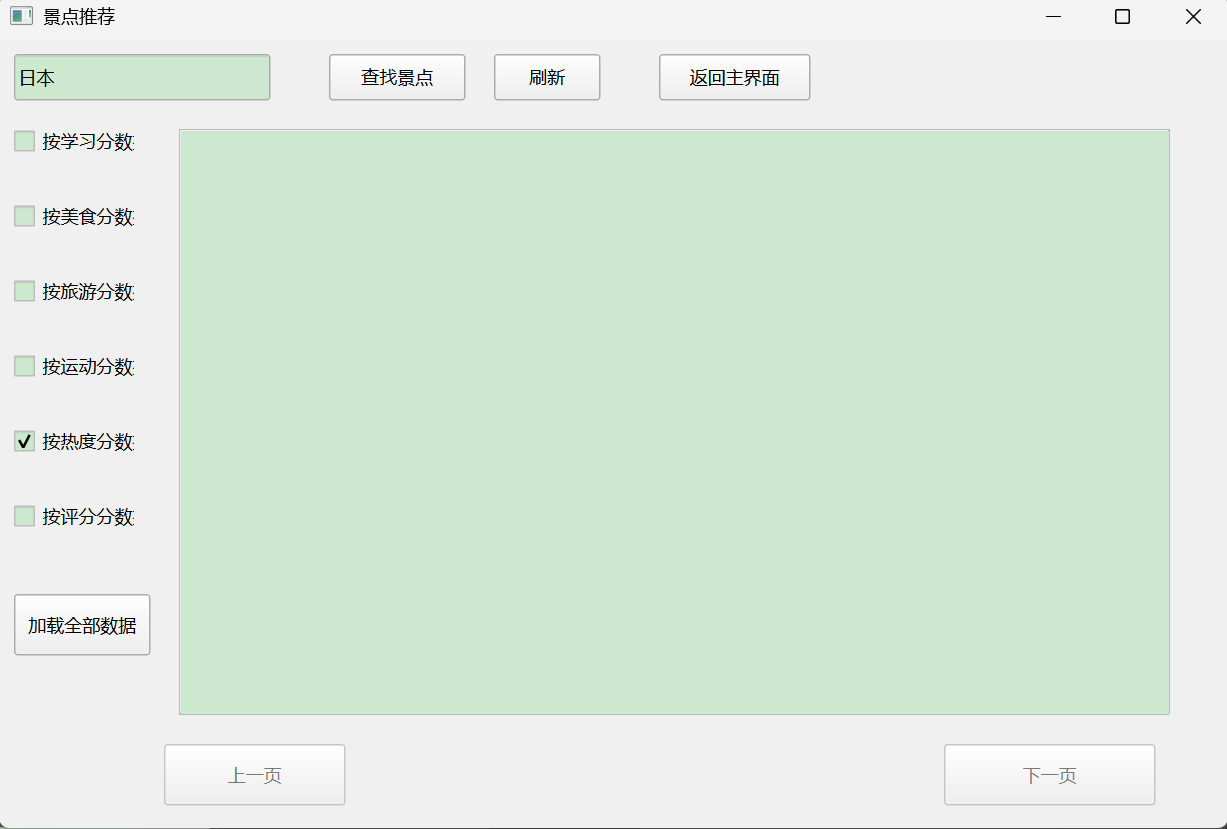 景点推荐
日本
查找景点
刷新
返回主界面
按学习分数
按美食分数
按旅游分数
按运动分数
按热度分数
按评分分数
加载全部数据
上一页
下一页